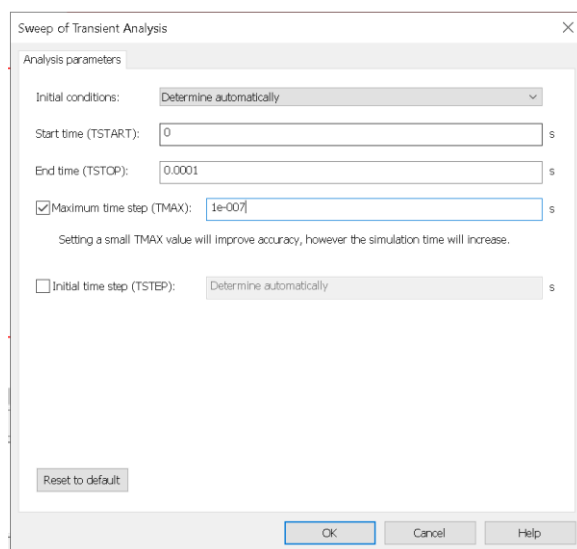 Sweep of Transient Analysis
Analysis parameters
Initial conditions: Determine automatically
Start time (TSTART): 0 s
End time (TSTOP): 0.0001 s
Maximum time step (TMAX): 1e-007 s
Setting a small TMAX value will improve accuracy, however the simulation time will increase.
Initial time step (TSTEP): Determine automatically s
Reset to default
OK Cancel Help